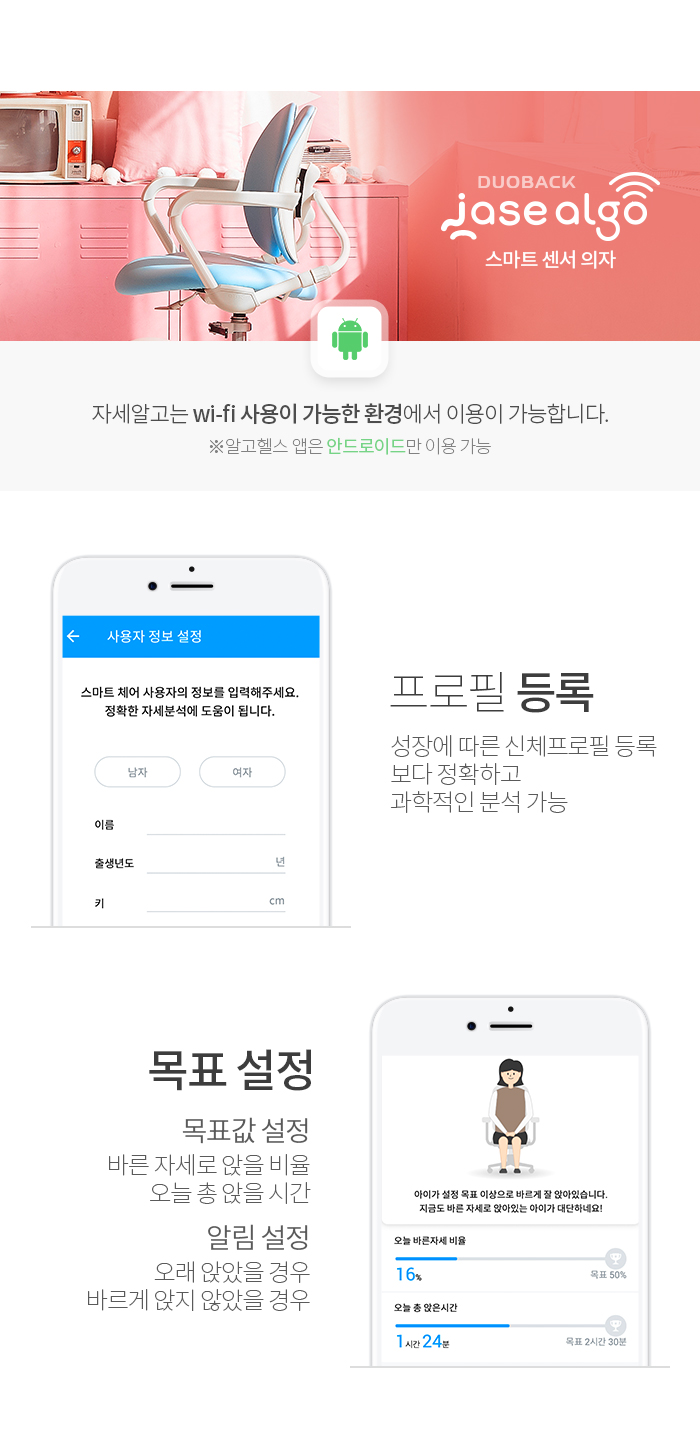 DUOBACK
jase algo
스마트 센서 의자
자세알고는 wi-fi 사용이 가능한 환경에서 이용이 가능합니다.
※알고헬스 앱은 안드로이드만 이용 가능
사용자 정보 설정
스마트 체어 사용자의 정보를 입력해주세요.
정확한 자세분석에 도움이 됩니다.
남자 여자
이름
출생년도 년
키 cm
프로필 등록
성장에 따른 신체프로필 등록
보다 정확하고
과학적인 분석 가능
목표 설정
목표값 설정
바른 자세로 앉을 비율
오늘 총 앉을 시간
알림 설정
오래 앉았을 경우
바르게 앉지 않았을 경우
아이가 설정 목표 이상으로 바르게 잘 앉아있습니다.
지금도 바른 자세로 앉아있는 아이가 대단하네요!
오늘 바른자세 비율
16% 목표 50%
오늘 총 앉은시간
1시간 24분 목표 2시간 30분